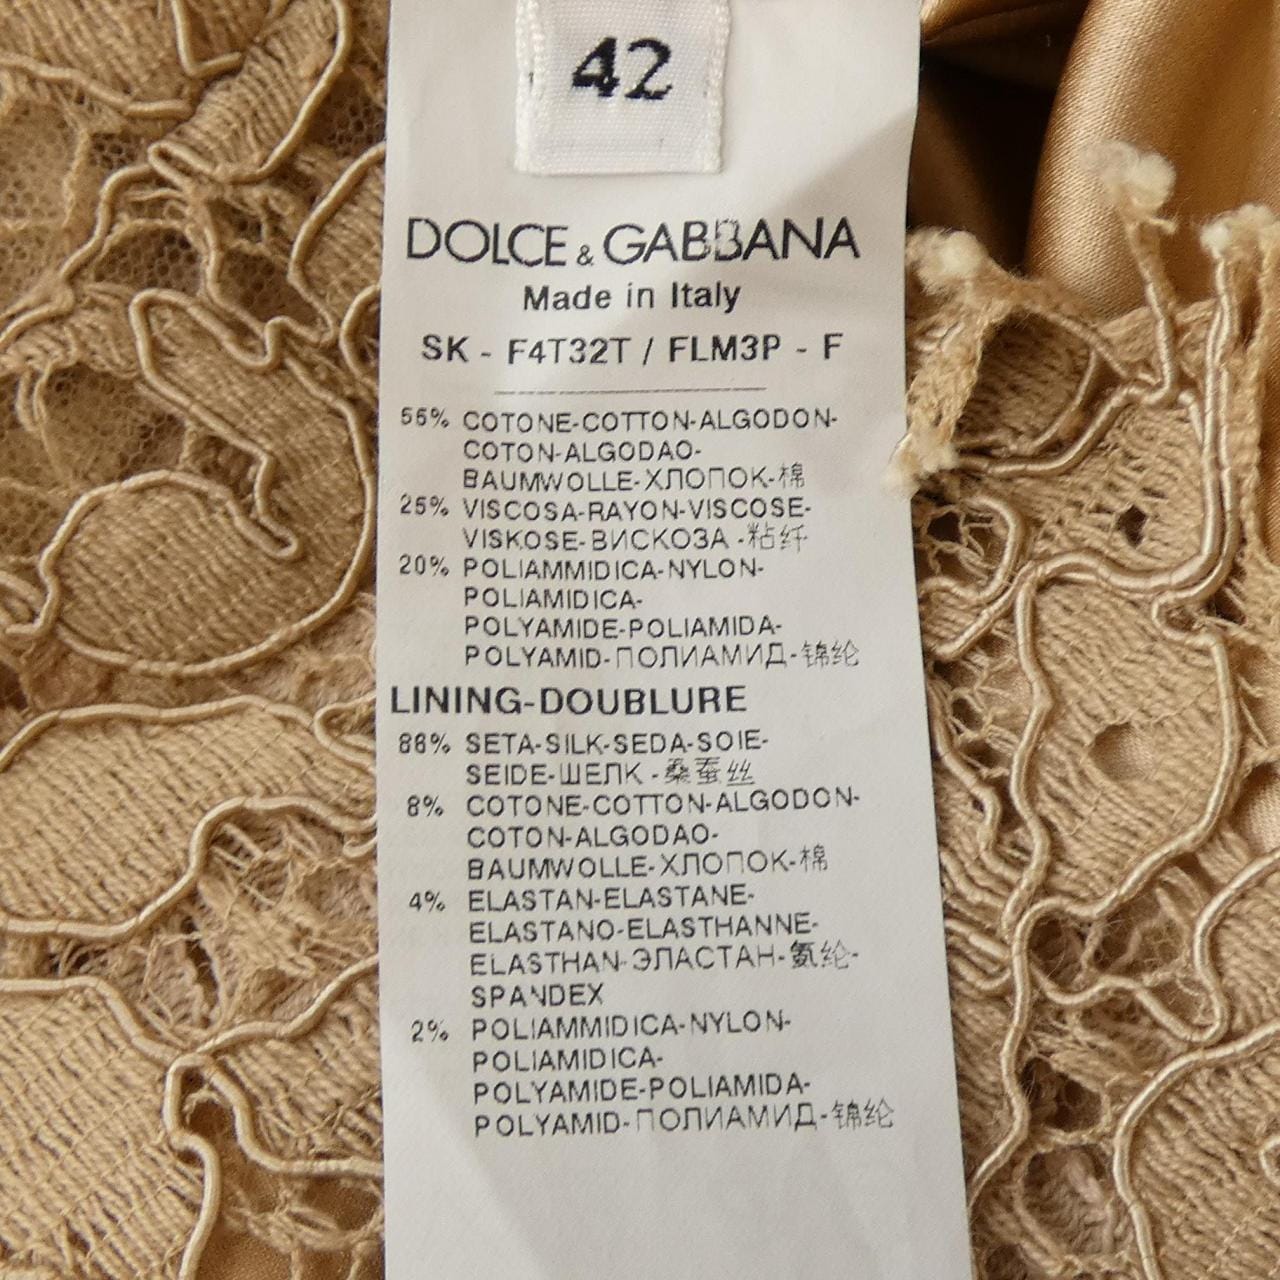 42
DOLCE & GABBANA
Made in Italy
SK - F4T32T / FLM3P - F
55% COTONE-COTTON-ALGODON-
COTON-ALGODAO-
BAUMWOLLE-ХЛОПОК-棉
25% VISCOSA-RAYON-VISCOSE-
VISKOSE-ВИСКОЗА -粘纤
20% POLIAMMIDICA-NYLON-
POLIAMIDICA-
POLYAMIDE-POLIAMIDA-
POLYAMID-ПОЛИАМИД-锦纶
LINING-DOUBLURE
86% SETA-SILK-SEDA-SOIE-
SEIDE-ШЕЛК -桑蚕丝
8% COTONE-COTTON-ALGODON-
COTON-ALGODAO-
BAUMWOLLE-ХЛОПОК-棉
4% ELASTAN-ELASTANE-
ELASTANO-ELASTHANNE-
ELASTHAN-ЭЛАСТАН-氨纶-
SPANDEX
2% POLIAMMIDICA-NYLON-
POLIAMIDICA-
POLYAMIDE-POLIAMIDA-
POLYAMID-ПОЛИАМИД-锦纶